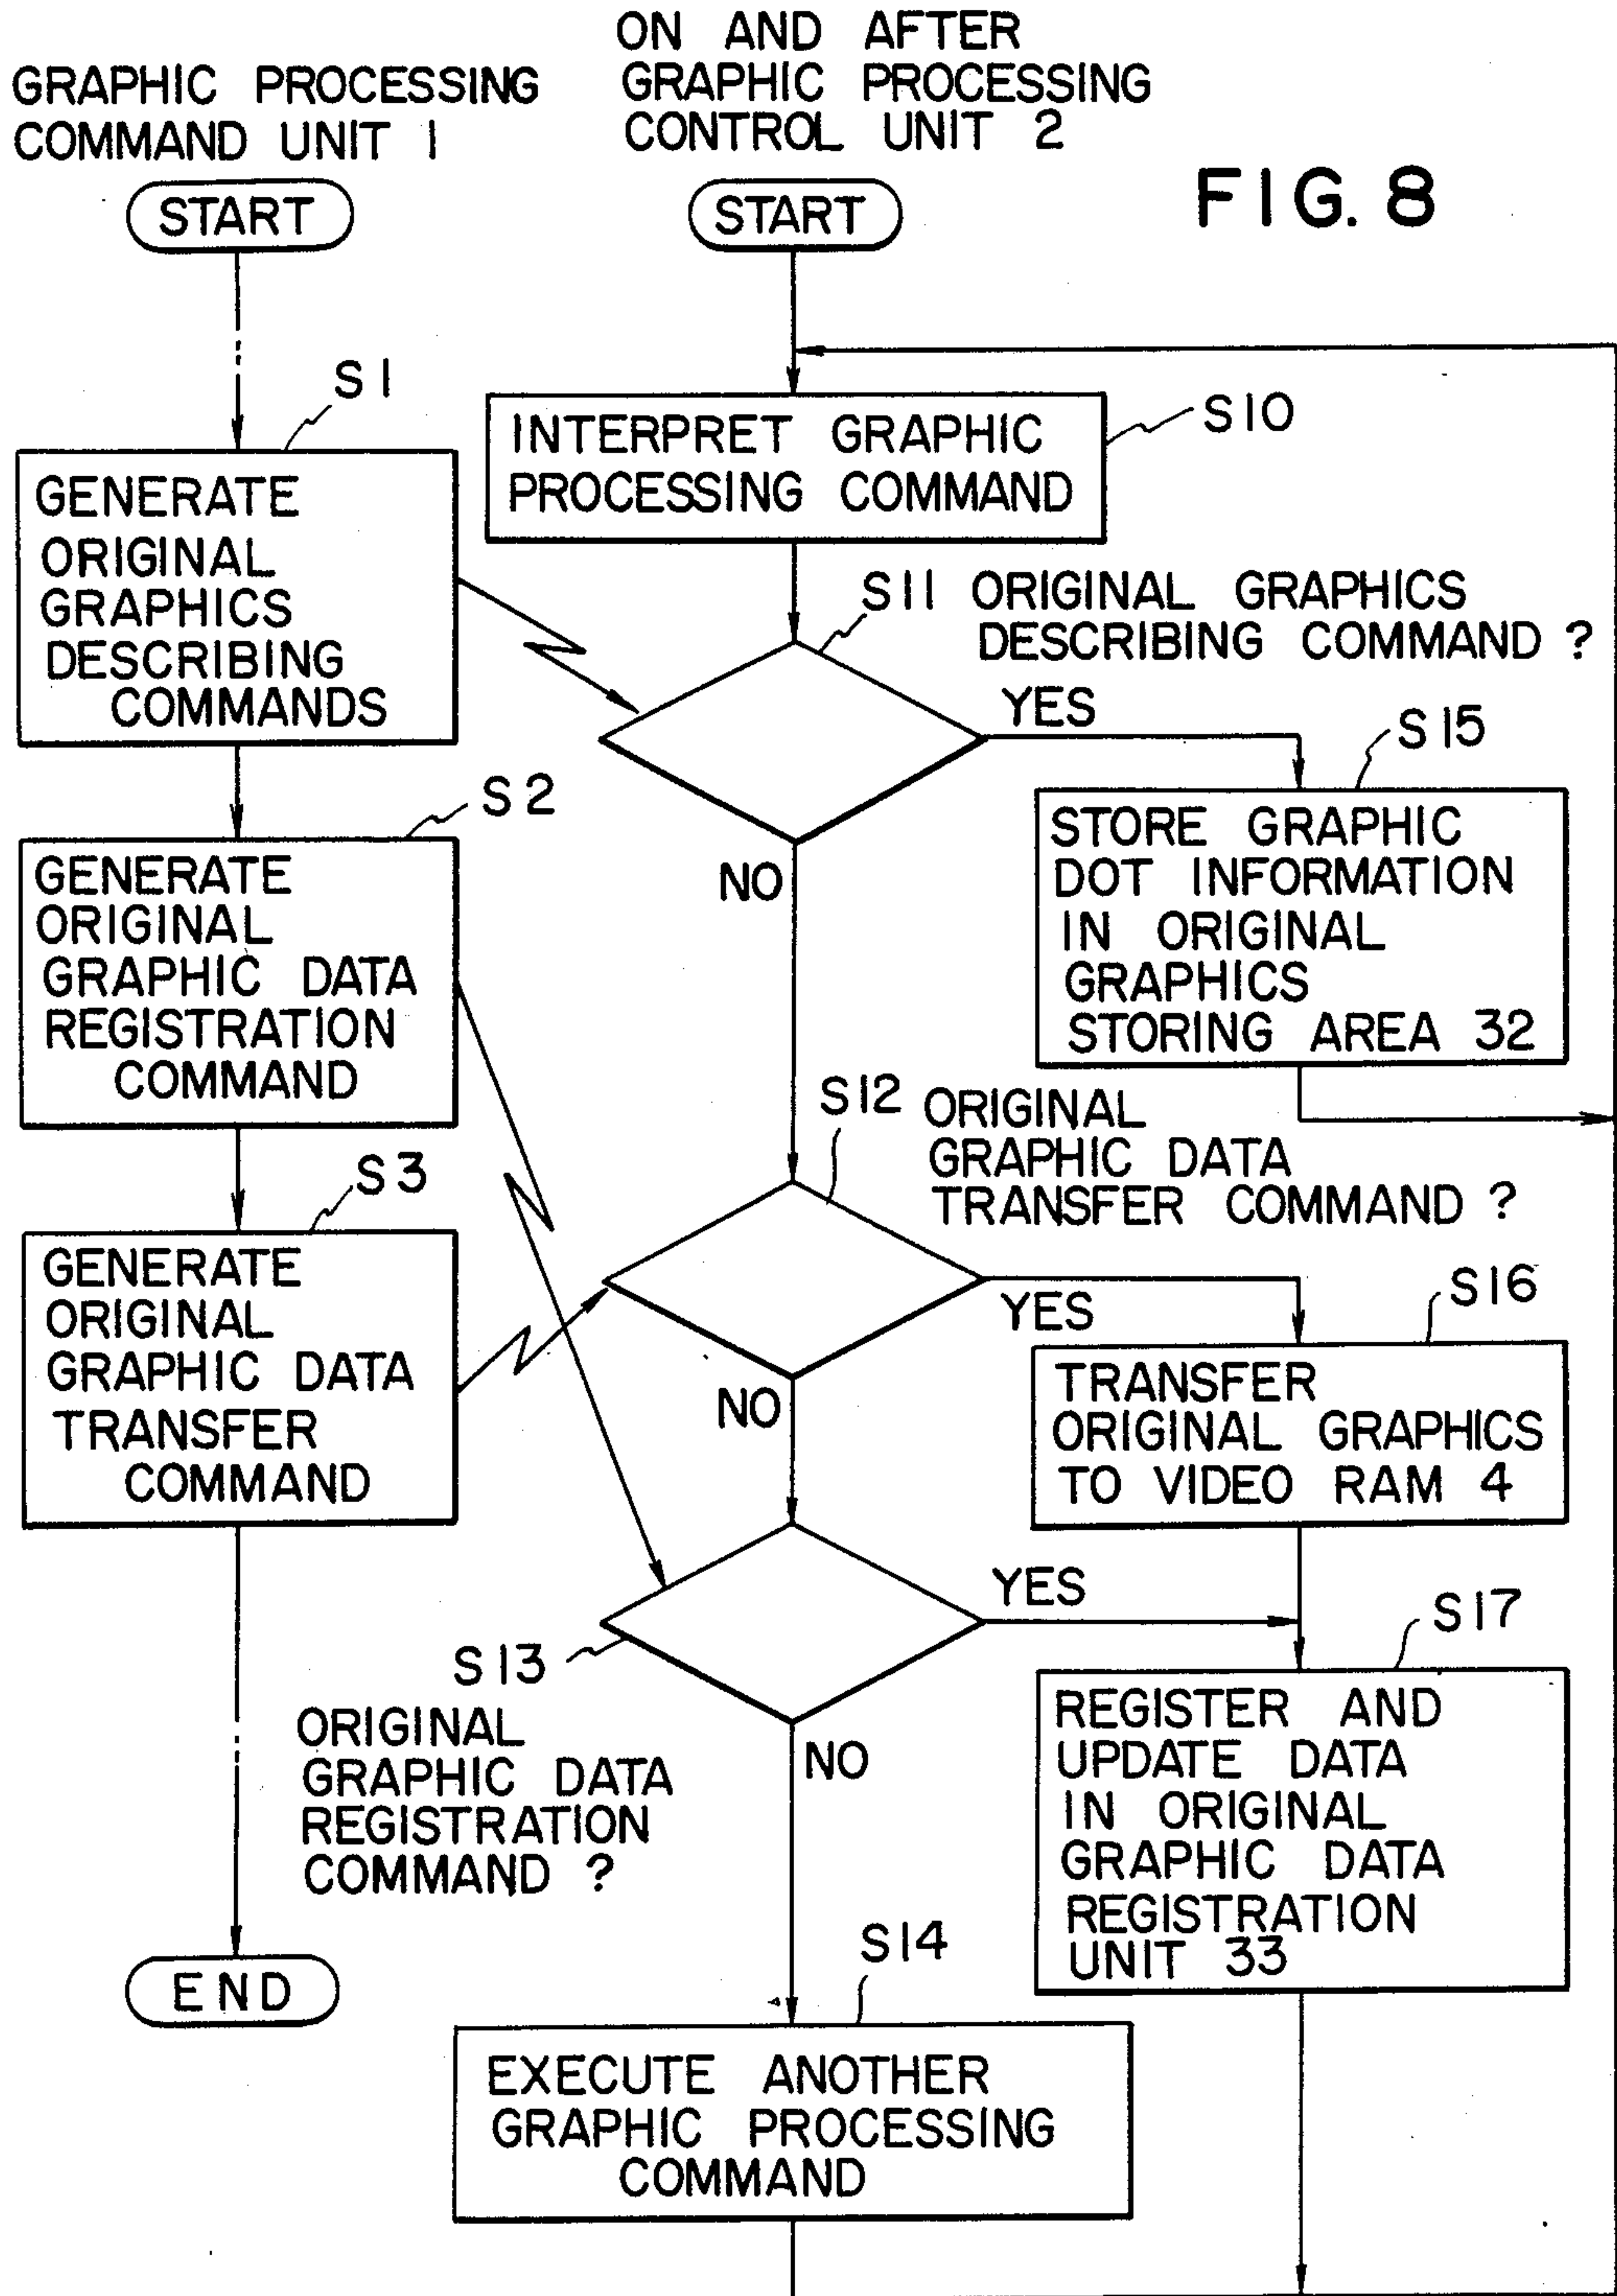 GRAPHIC PROCESSING
COMMAND UNIT 1
ON AND AFTER
GRAPHIC PROCESSING
CONTROL UNIT 2
FIG. 8
START
START
S1
GENERATE
ORIGINAL
GRAPHICS
DESCRIBING
COMMANDS
S10
INTERPRET GRAPHIC
PROCESSING COMMAND
S11 ORIGINAL GRAPHICS
DESCRIBING COMMAND ?
YES
NO
S15
STORE GRAPHIC
DOT INFORMATION
IN ORIGINAL
GRAPHICS
STORING AREA 32
S2
GENERATE
ORIGINAL
GRAPHIC DATA
REGISTRATION
COMMAND
S12 ORIGINAL
GRAPHIC DATA
TRANSFER COMMAND ?
YES
NO
S3
GENERATE
ORIGINAL
GRAPHIC DATA
TRANSFER
COMMAND
S16
TRANSFER
ORIGINAL GRAPHICS
TO VIDEO RAM 4
YES
S13
ORIGINAL
GRAPHIC DATA
REGISTRATION
COMMAND ?
NO
S17
REGISTER AND
UPDATE DATA
IN ORIGINAL
GRAPHIC DATA
REGISTRATION
UNIT 33
END
S14
EXECUTE ANOTHER
GRAPHIC PROCESSING
COMMAND